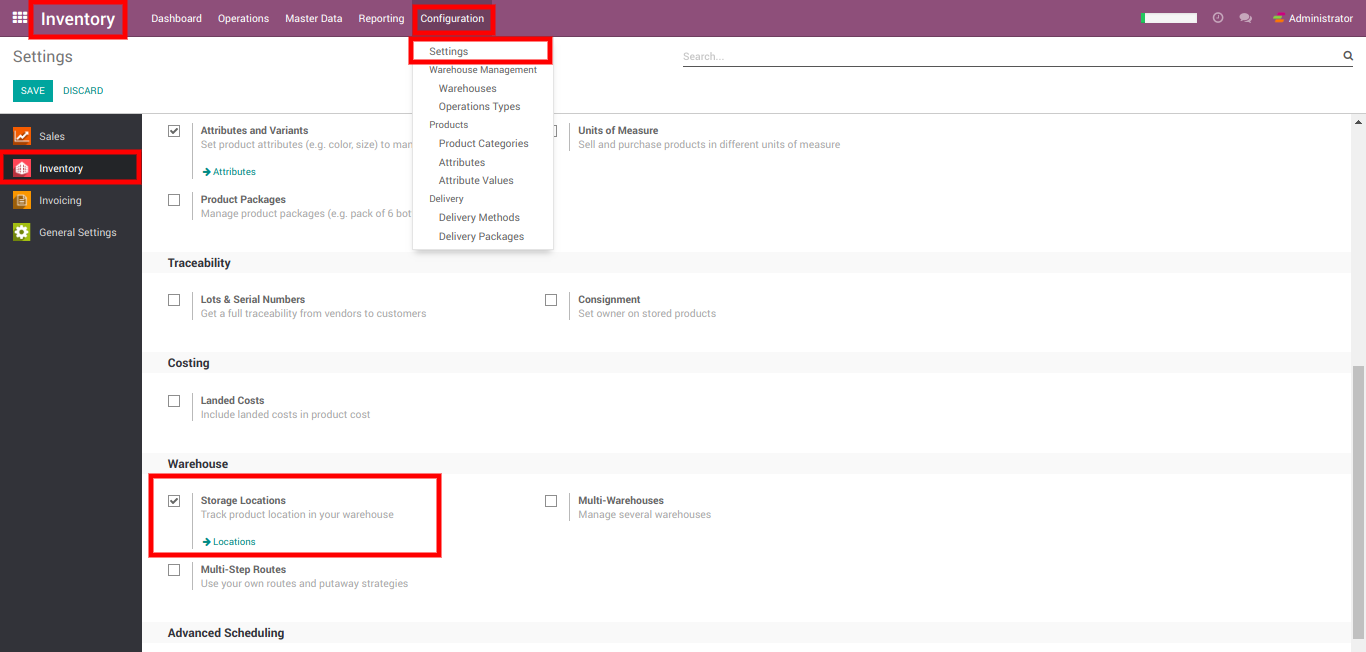 Inventory
Dashboard
Operations
Master Data
Reporting
Configuration
Administrator
Settings
Search...
SAVE
DISCARD
Settings
Warehouse Management
Warehouses
Operations Types
Products
Product Categories
Attributes
Attribute Values
Delivery
Delivery Methods
Delivery Packages
Sales
Inventory
Invoicing
General Settings
Attributes and Variants
Set product attributes (e.g. color, size) to man
Attributes
Units of Measure
Sell and purchase products in different units of measure
Product Packages
Manage product packages (e.g. pack of 6 bot
Traceability
Lots & Serial Numbers
Get a full traceability from vendors to customers
Consignment
Set owner on stored products
Costing
Landed Costs
Include landed costs in product cost
Warehouse
Storage Locations
Track product location in your warehouse
Locations
Multi-Warehouses
Manage several warehouses
Multi-Step Routes
Use your own routes and putaway strategies
Advanced Scheduling